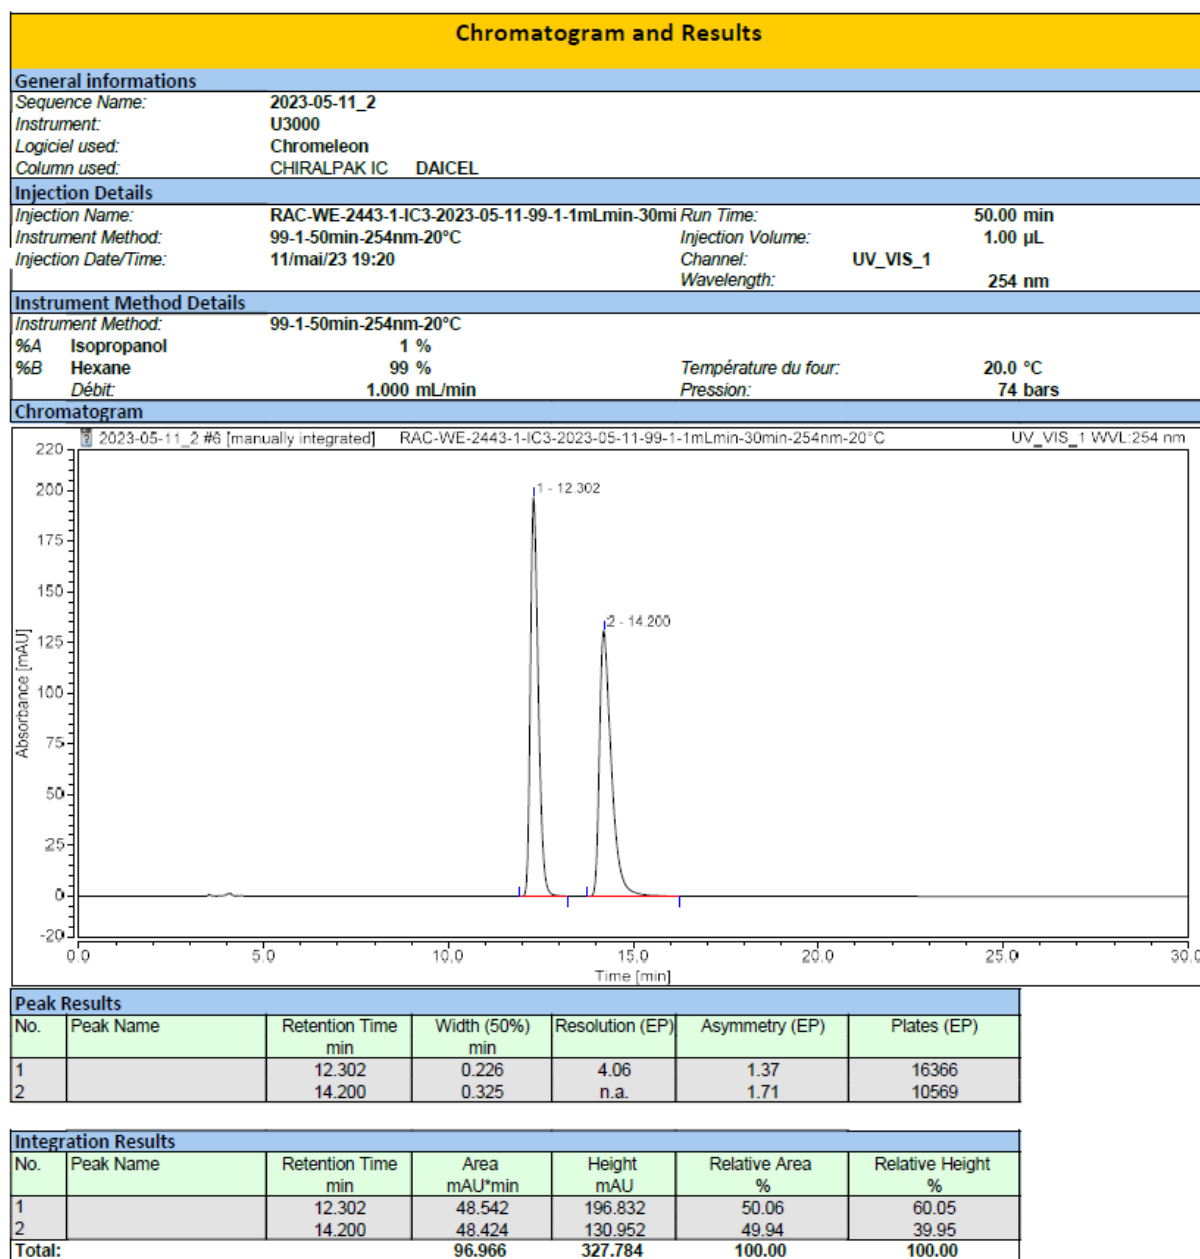 Chromatogram and Results
General informations
Sequence Name: 2023-05-11_2
Instrument: U3000
Logiciel used: Chromeleon
Column used: CHIRALPAK IC DAICEL
Injection Details
Injection Name: RAC-WE-2443-1-IC3-2023-05-11-99-1-1mLmin-30mi Run Time: 50.00 min
Instrument Method: 99-1-50min-254nm-20°C Injection Volume: 1.00 µL
Injection Date/Time: 11/mai/23 19:20 Channel: UV_VIS_1
Wavelength: 254 nm
Instrument Method Details
Instrument Method: 99-1-50min-254nm-20°C
%A Isopropanol 1 %
%B Hexane 99 % Température du four: 20.0 °C
Débit: 1.000 mL/min Pression: 74 bars
Chromatogram
2023-05-11_2 #6 [manually integrated] RAC-WE-2443-1-IC3-2023-05-11-99-1-1mLmin-30min-254nm-20°C UV_VIS_1 WVL:254 nm
220
200
175
150
125
100
75
50
25
0
-20
Absorbance [mAU]
1 - 12.302
2 - 14.200
0.0 5.0 10.0 15.0 20.0 25.0 30.0
Time [min]
Peak Results
No. Peak Name Retention Time Width (50%) Resolution (EP) Asymmetry (EP) Plates (EP)
min min
1 12.302 0.226 4.06 1.37 16366
2 14.200 0.325 n.a. 1.71 10569
Integration Results
No. Peak Name Retention Time Area Height Relative Area Relative Height
min mAU*min mAU % %
1 12.302 48.542 196.832 50.06 60.05
2 14.200 48.424 130.952 49.94 39.95
Total: 96.966 327.784 100.00 100.00